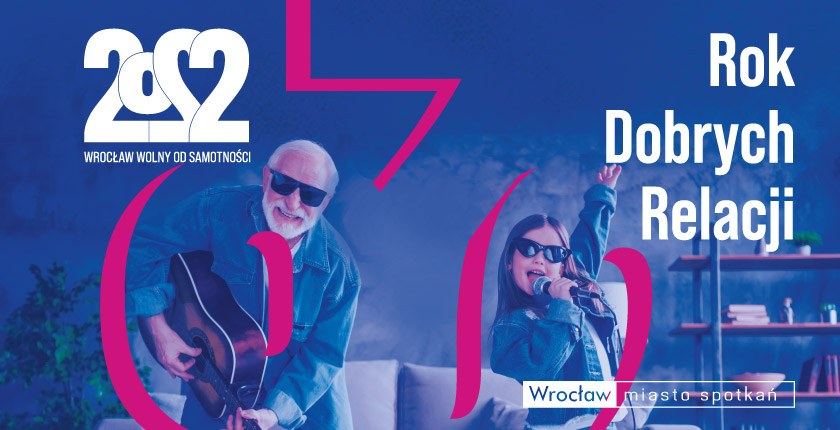 2022
WROCŁAW WOLNY OD SAMOTNOŚCI
Rok
Dobrych
Relacji
Wrocław miasto spotkań